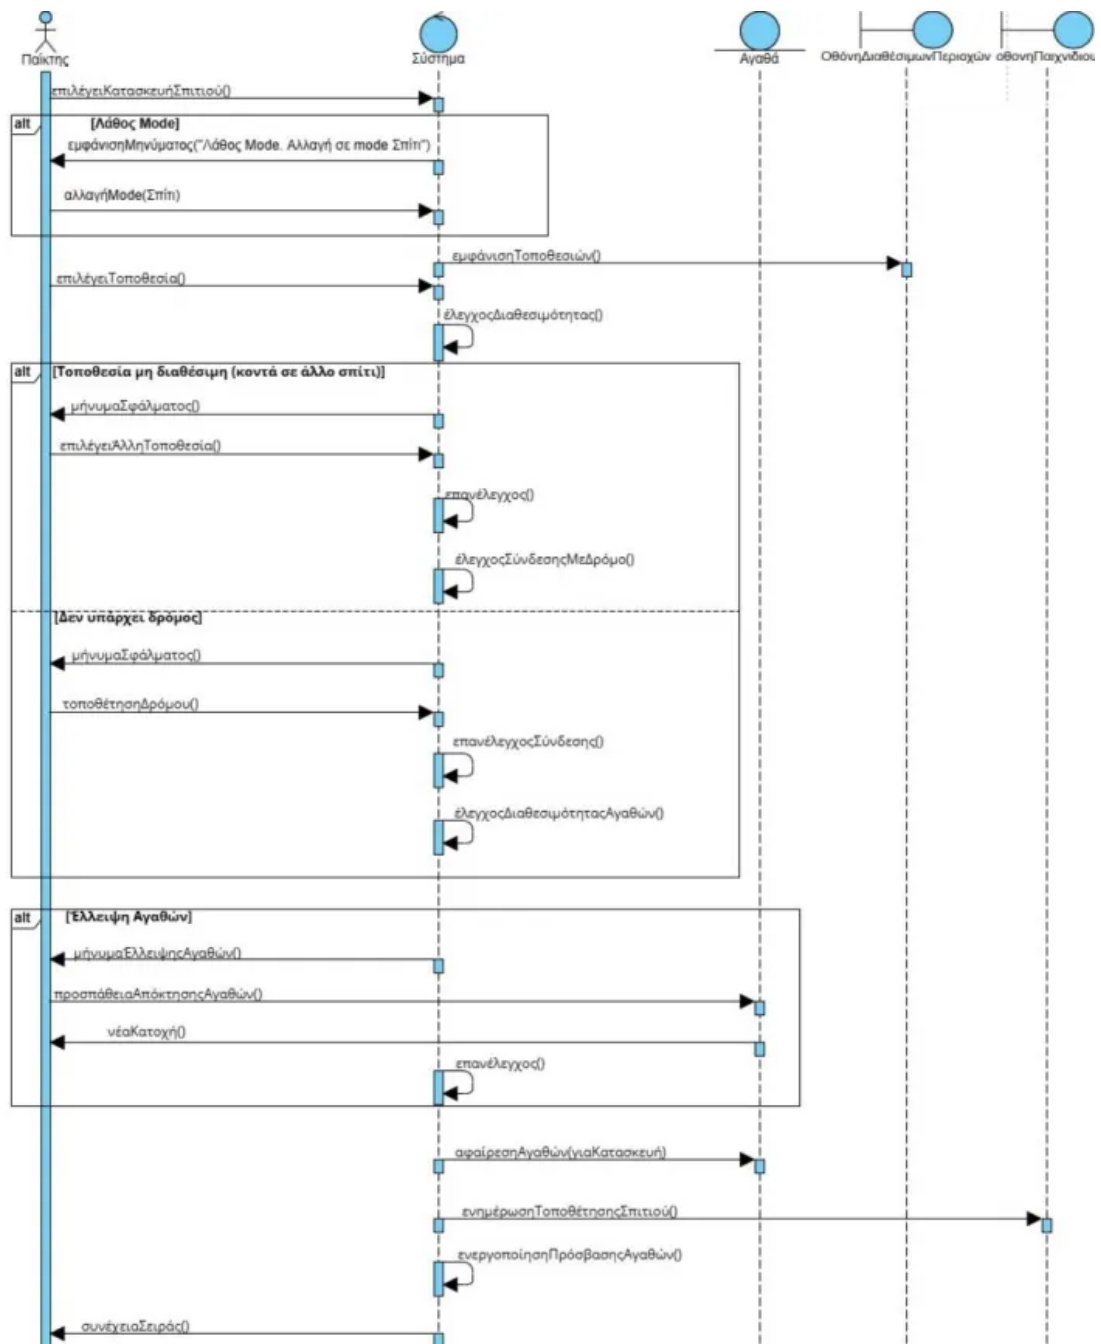 Παίκτης
Σύστημα
Αγαθά
ΟθόνηΔιαθέσιμωνΠεριοχών
οθονηΠαιχνιδιου
επιλέγειΚατασκευήΣπιτιού()
alt
[Λάθος Mode]
εμφάνισηΜηνύματος("Λάθος Mode. Αλλαγή σε mode Σπίτι")
αλλαγήMode(Σπίτι)
εμφάνισηΤοποθεσιών()
επιλέγειΤοποθεσία()
έλεγχοςΔιαθεσιμότητας()
alt
[Τοποθεσία μη διαθέσιμη (κοντά σε άλλο σπίτι)]
μήνυμαΣφάλματος()
επιλέγειΆλληΤοποθεσία()
επανέλεγχος()
έλεγχοςΣύνδεσηςΜεΔρόμο()
[Δεν υπάρχει δρόμος]
μήνυμαΣφάλματος()
τοποθέτησηΔρόμου()
επανέλεγχοςΣύνδεσης()
έλεγχοςΔιαθεσιμότηταςΑγαθών()
alt
[Έλλειψη Αγαθών]
μήνυμαΈλλειψηςΑγαθών()
προσπάθειαΑπόκτησηςΑγαθών()
νέαΚατοχή()
επανέλεγχος()
αφαίρεσηΑγαθών(γιαΚατασκευή)
ενημέρωσηΤοποθέτησηςΣπιτιού()
ενεργοποίησηΠρόσβασηςΑγαθών()
συνέχειαΣειράς()